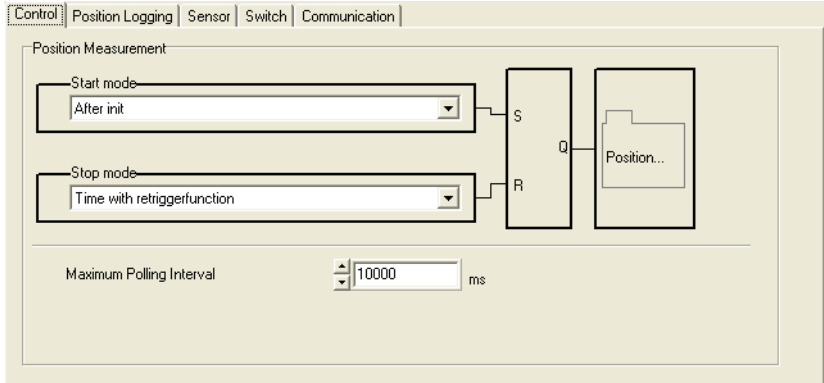 Control Position Logging Sensor Switch Communication
Position Measurement
Start mode
After init
S
Q
Position...
Stop mode
Time with retriggerfunction
R
Maximum Polling Interval 10000 ms